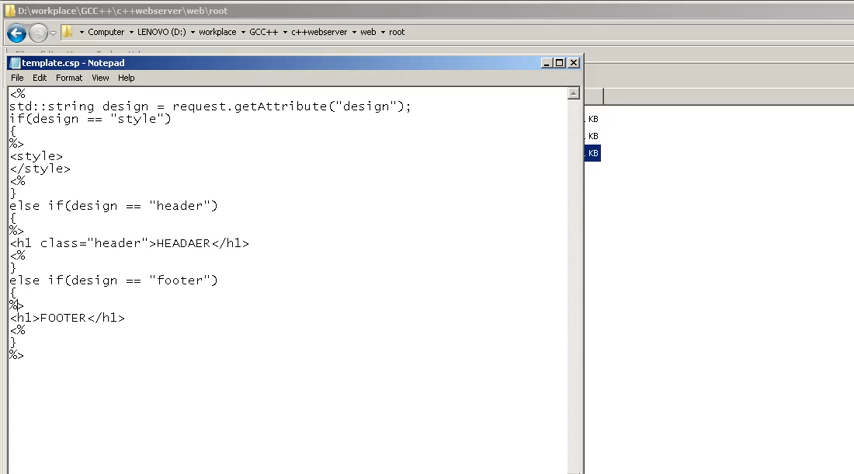 D:\workplace\GCC++\c++webserver\web\root
Computer LENOVO (D:) workplace GCC++ c++webserver web root
template.csp - Notepad
File Edit Format View Help
<%
std::string design = request.getAttribute("design");
if(design == "style")
{
%>
<style>
</style>
<%
}
else if(design == "header")
{
%>
<h1 class="header">HEADAER</h1>
<%
}
else if(design == "footer")
{
%>
<h1>FOOTER</h1>
<%
}
%>
KB
KB
KB